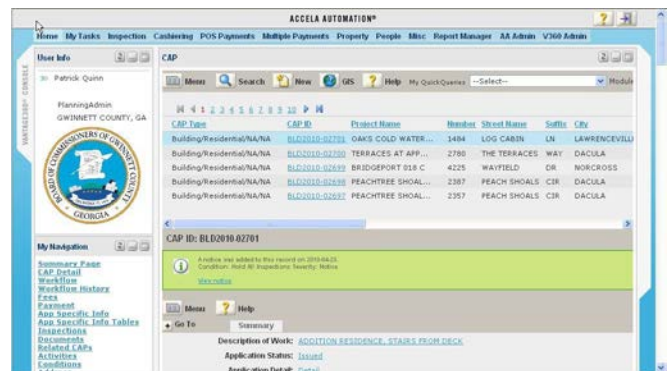 ACCELA AUTOMATION®
Home My Tasks Inspection Cashiering POS Payments Multiple Payments Property People Misc Report Manager AA Admin V360 Admin
VANTAGE360° CONSOLE
User Info
Patrick Quinn
PlanningAdmin
GWINNETT COUNTY, GA
BOARD OF COMMISSIONERS OF GWINNETT COUNTY
GEORGIA
My Navigation
Summary Page
CAP Detail
Workflow
Workflow History
Fees
Payment
App Specific Info
App Specific Info Tables
Inspections
Documents
Related CAPs
Activities
Conditions
CAP
Menu Search New GIS Help My QuickQueries --Select-- Module
1 2 3 4 5 6 7 8 9 10
CAP Type CAP ID Project Name Number Street Name Suffix City
Building/Residential/NA/NA BLD2010-02701 OAKS COLD WATER... 1484 LOG CABIN LN LAWRENCEVILL
Building/Residential/NA/NA BLD2010-02700 TERRACES AT APP... 2780 THE TERRACES WAY DACULA
Building/Residential/NA/NA BLD2010-02699 BRIDGEPORT 018 C 4225 WAYFIELD DR NORCROSS
Building/Residential/NA/NA BLD2010-02698 PEACHTREE SHOAL... 2387 PEACH SHOALS CIR DACULA
Building/Residential/NA/NA BLD2010-02697 PEACHTREE SHOAL... 2357 PEACH SHOALS CIR DACULA
CAP ID: BLD2010-02701
A notice was added to this record on 2010-04-23.
Condition: Hold All Inspections Severity: Notice
View notice
Menu Help
Go To Summary
Description of Work: ADDITION RESIDENCE, STAIRS FROM DECK
Application Status: Issued
Application Detail: Detail